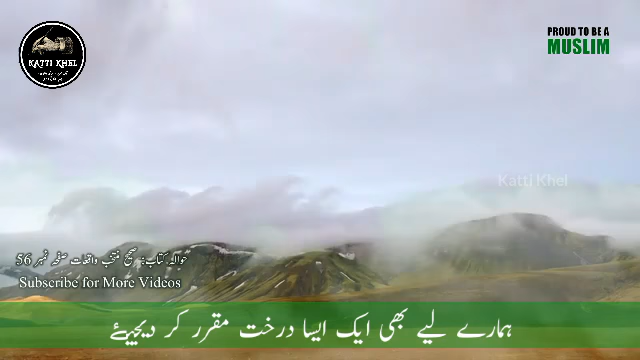 KATTI KHEL
PROUD TO BE A
MUSLIM
Katti Khel
حوالہ کتاب: صحیح منتخب واقعات صفحہ نمبر 56
Subscribe for More Videos
ہمارے لیے بھی ایک ایسا درخت مقرر کر دیجیئے